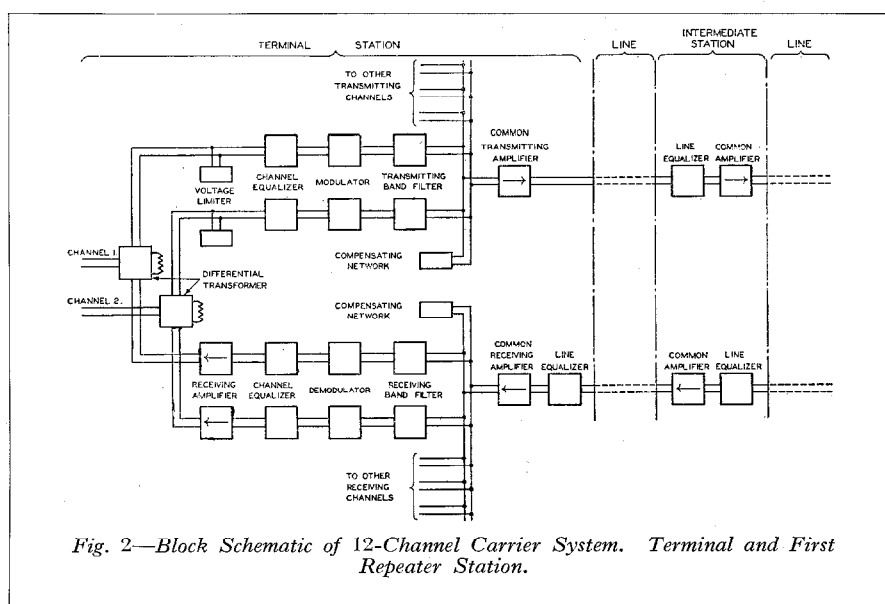 TERMINAL STATION
LINE
INTERMEDIATE
STATION
LINE
TO OTHER
TRANSMITTING
CHANNELS
COMMON
TRANSMITTING
AMPLIFIER
LINE
EQUALIZER
COMMON
AMPLIFIER
VOLTAGE
LIMITER
CHANNEL
EQUALIZER
MODULATOR
TRANSMITTING
BAND FILTER
CHANNEL 1.
COMPENSATING
NETWORK
DIFFERENTIAL
TRANSFORMER
CHANNEL 2.
COMPENSATING
NETWORK
COMMON
RECEIVING
AMPLIFIER
LINE
EQUALIZER
COMMON
AMPLIFIER
LINE
EQUALIZER
RECEIVING
AMPLIFIER
CHANNEL
EQUALIZER
DEMODULATOR
RECEIVING
BAND FILTER
TO OTHER
RECEIVING
CHANNELS
Fig. 2—Block Schematic of 12-Channel Carrier System. Terminal and First
Repeater Station.